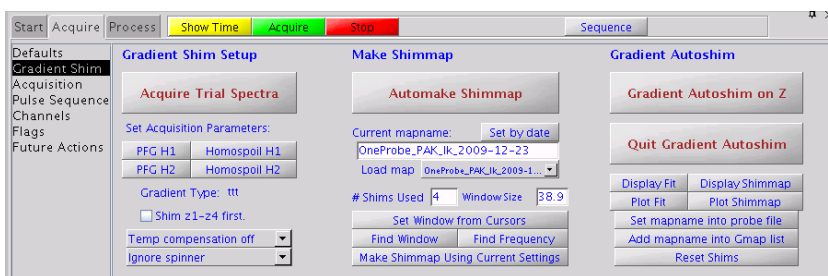 Start Acquire Process Show Time Acquire Stop Sequence
Defaults
Gradient Shim
Acquisition
Pulse Sequence
Channels
Flags
Future Actions
Gradient Shim Setup
Acquire Trial Spectra
Set Acquisition Parameters:
PFG H1 Homospoil H1
PFG H2 Homospoil H2
Gradient Type: ttt
Shim z1-z4 first.
Temp compensation off
Ignore spinner
Make Shimmap
Automake Shimmap
Current mapname: Set by date
OneProbe_PAK_lk_2009-12-23
Load map OneProbe_PAK_lk_2009-1...
# Shims Used 4 Window Size 38.9
Set Window from Cursors
Find Window Find Frequency
Make Shimmap Using Current Settings
Gradient Autoshim
Gradient Autoshim on Z
Quit Gradient Autoshim
Display Fit Display Shimmap
Plot Fit Plot Shimmap
Set mapname into probe file
Add mapname into Gmap list
Reset Shims